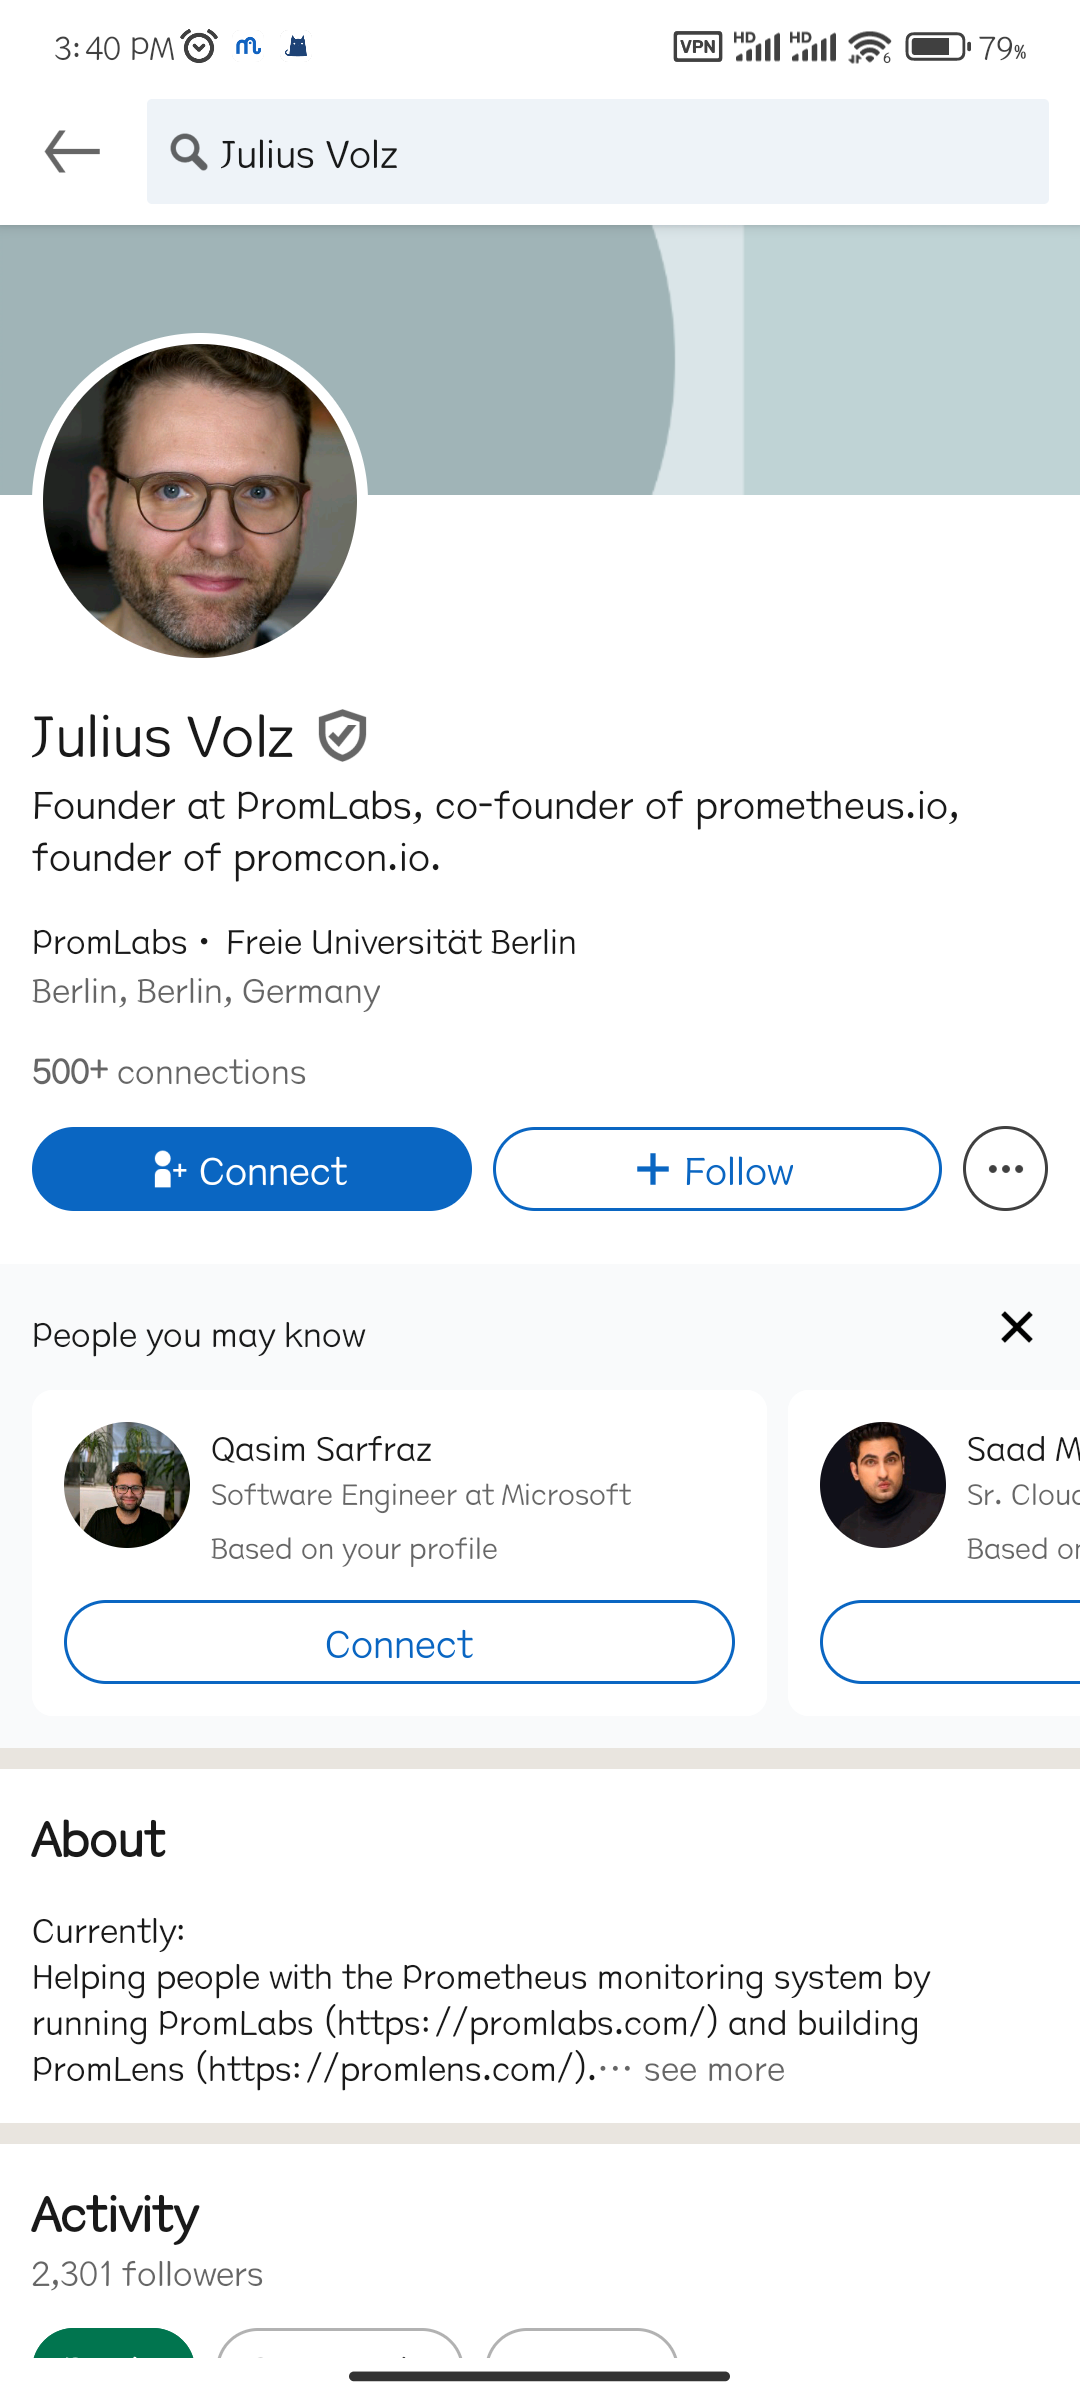 3:40 PM
VPN HD HD 6 79%
Julius Volz
Julius Volz
Founder at PromLabs, co-founder of prometheus.io,
founder of promcon.io.
PromLabs • Freie Universität Berlin
Berlin, Berlin, Germany
500+ connections
Connect
+ Follow
People you may know
Qasim Sarfraz
Software Engineer at Microsoft
Based on your profile
Connect
Saad M
Sr.
Based
About
Currently:
Helping people with the Prometheus monitoring system by
running PromLabs (https://promlabs.com/) and building
PromLens (https://promlens.com/).… see more
Activity
2,301 followers